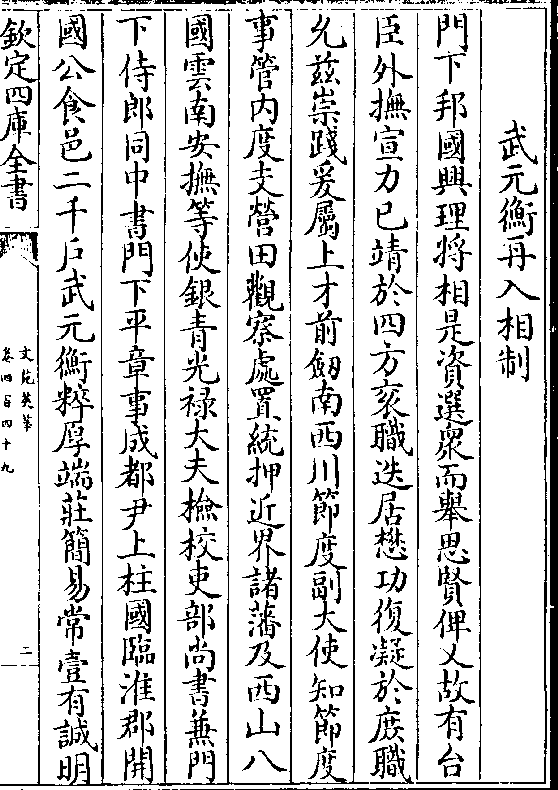 武元衡再入相制
門下邦國興理將相是資選衆而舉思賢俾乂故有台
臣外撫宣力已靖於四方衮職迭居懋功復凝於庶職
允茲崇踐爰屬上才前劔南西川節度副大使知節度
事管内度支營田觀察處置統押近界諸藩及西山八
國雲南安撫等使銀青光禄大夫檢校吏部尚書兼門
下侍郎同中書門下平章事成都尹上柱國臨淮郡開
國公食邑二千戶武元衡粹厚端莊簡易常壹有誠明
欽定四庫全書
文苑英華
卷四百四十九
二